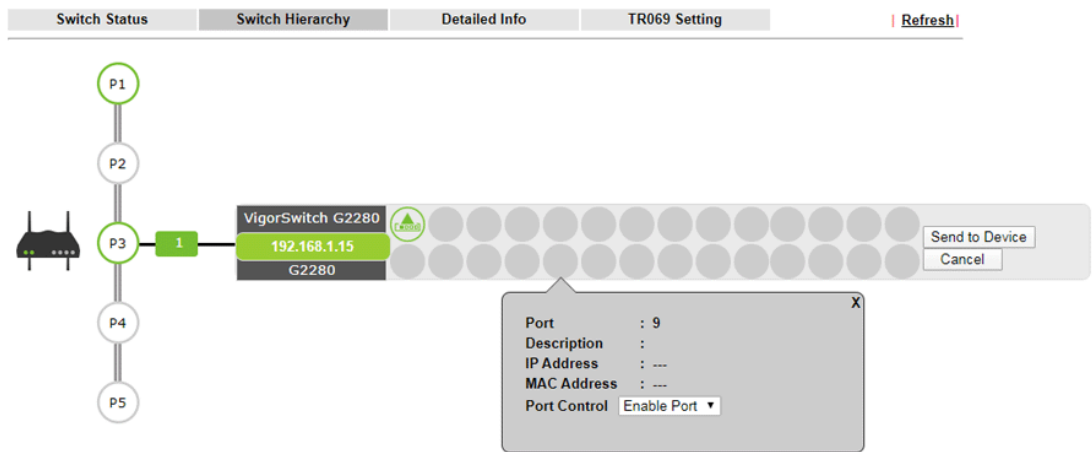 Switch Status Switch Hierarchy Detailed Info TR069 Setting | Refresh |
P1
P2
P3
1
VigorSwitch G2280
192.168.1.15
G2280
Send to Device
Cancel
X
Port : 9
Description :
IP Address : ---
MAC Address : ---
Port Control Enable Port ▼
P4
P5